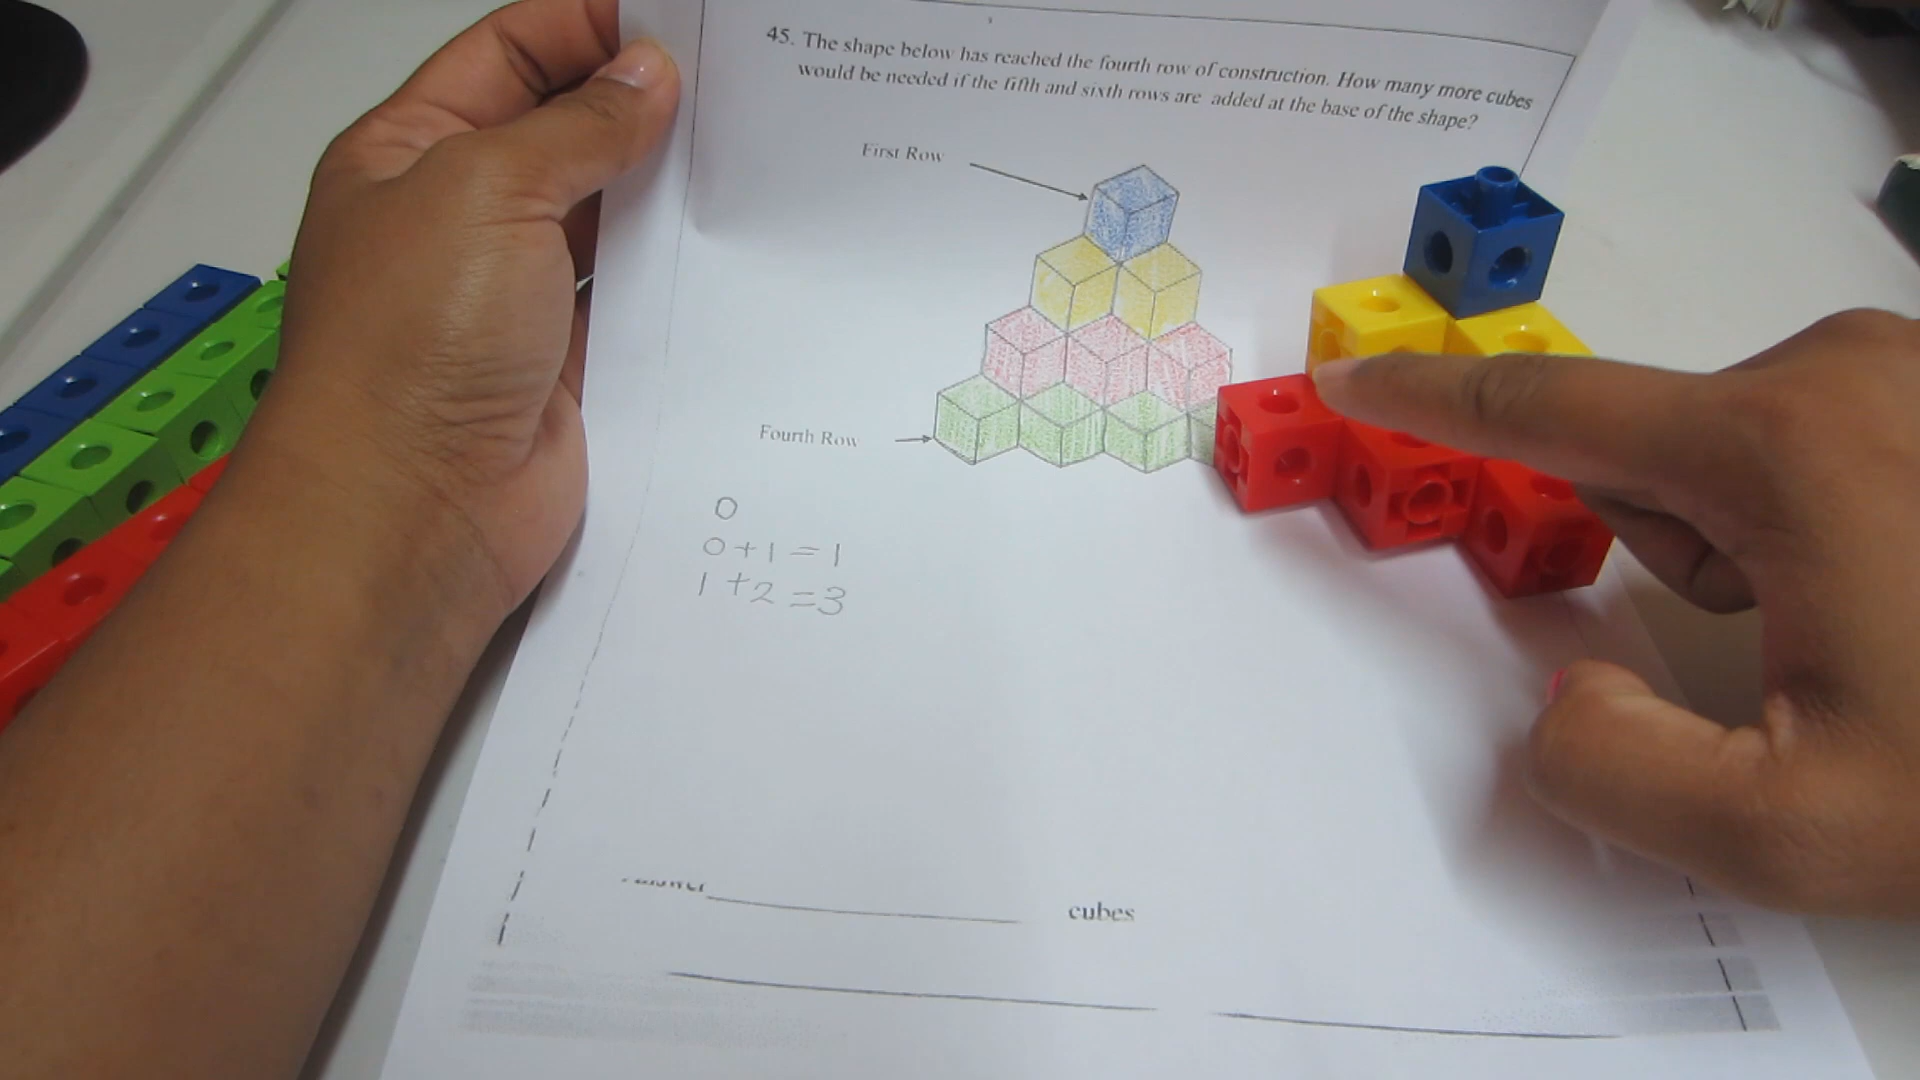 45. The shape below has reached the fourth row of construction. How many more cubes
would be needed if the fifth and sixth rows are added at the base of the shape?
First Row
Fourth Row
0
0+1=1
1+2=3
cubes